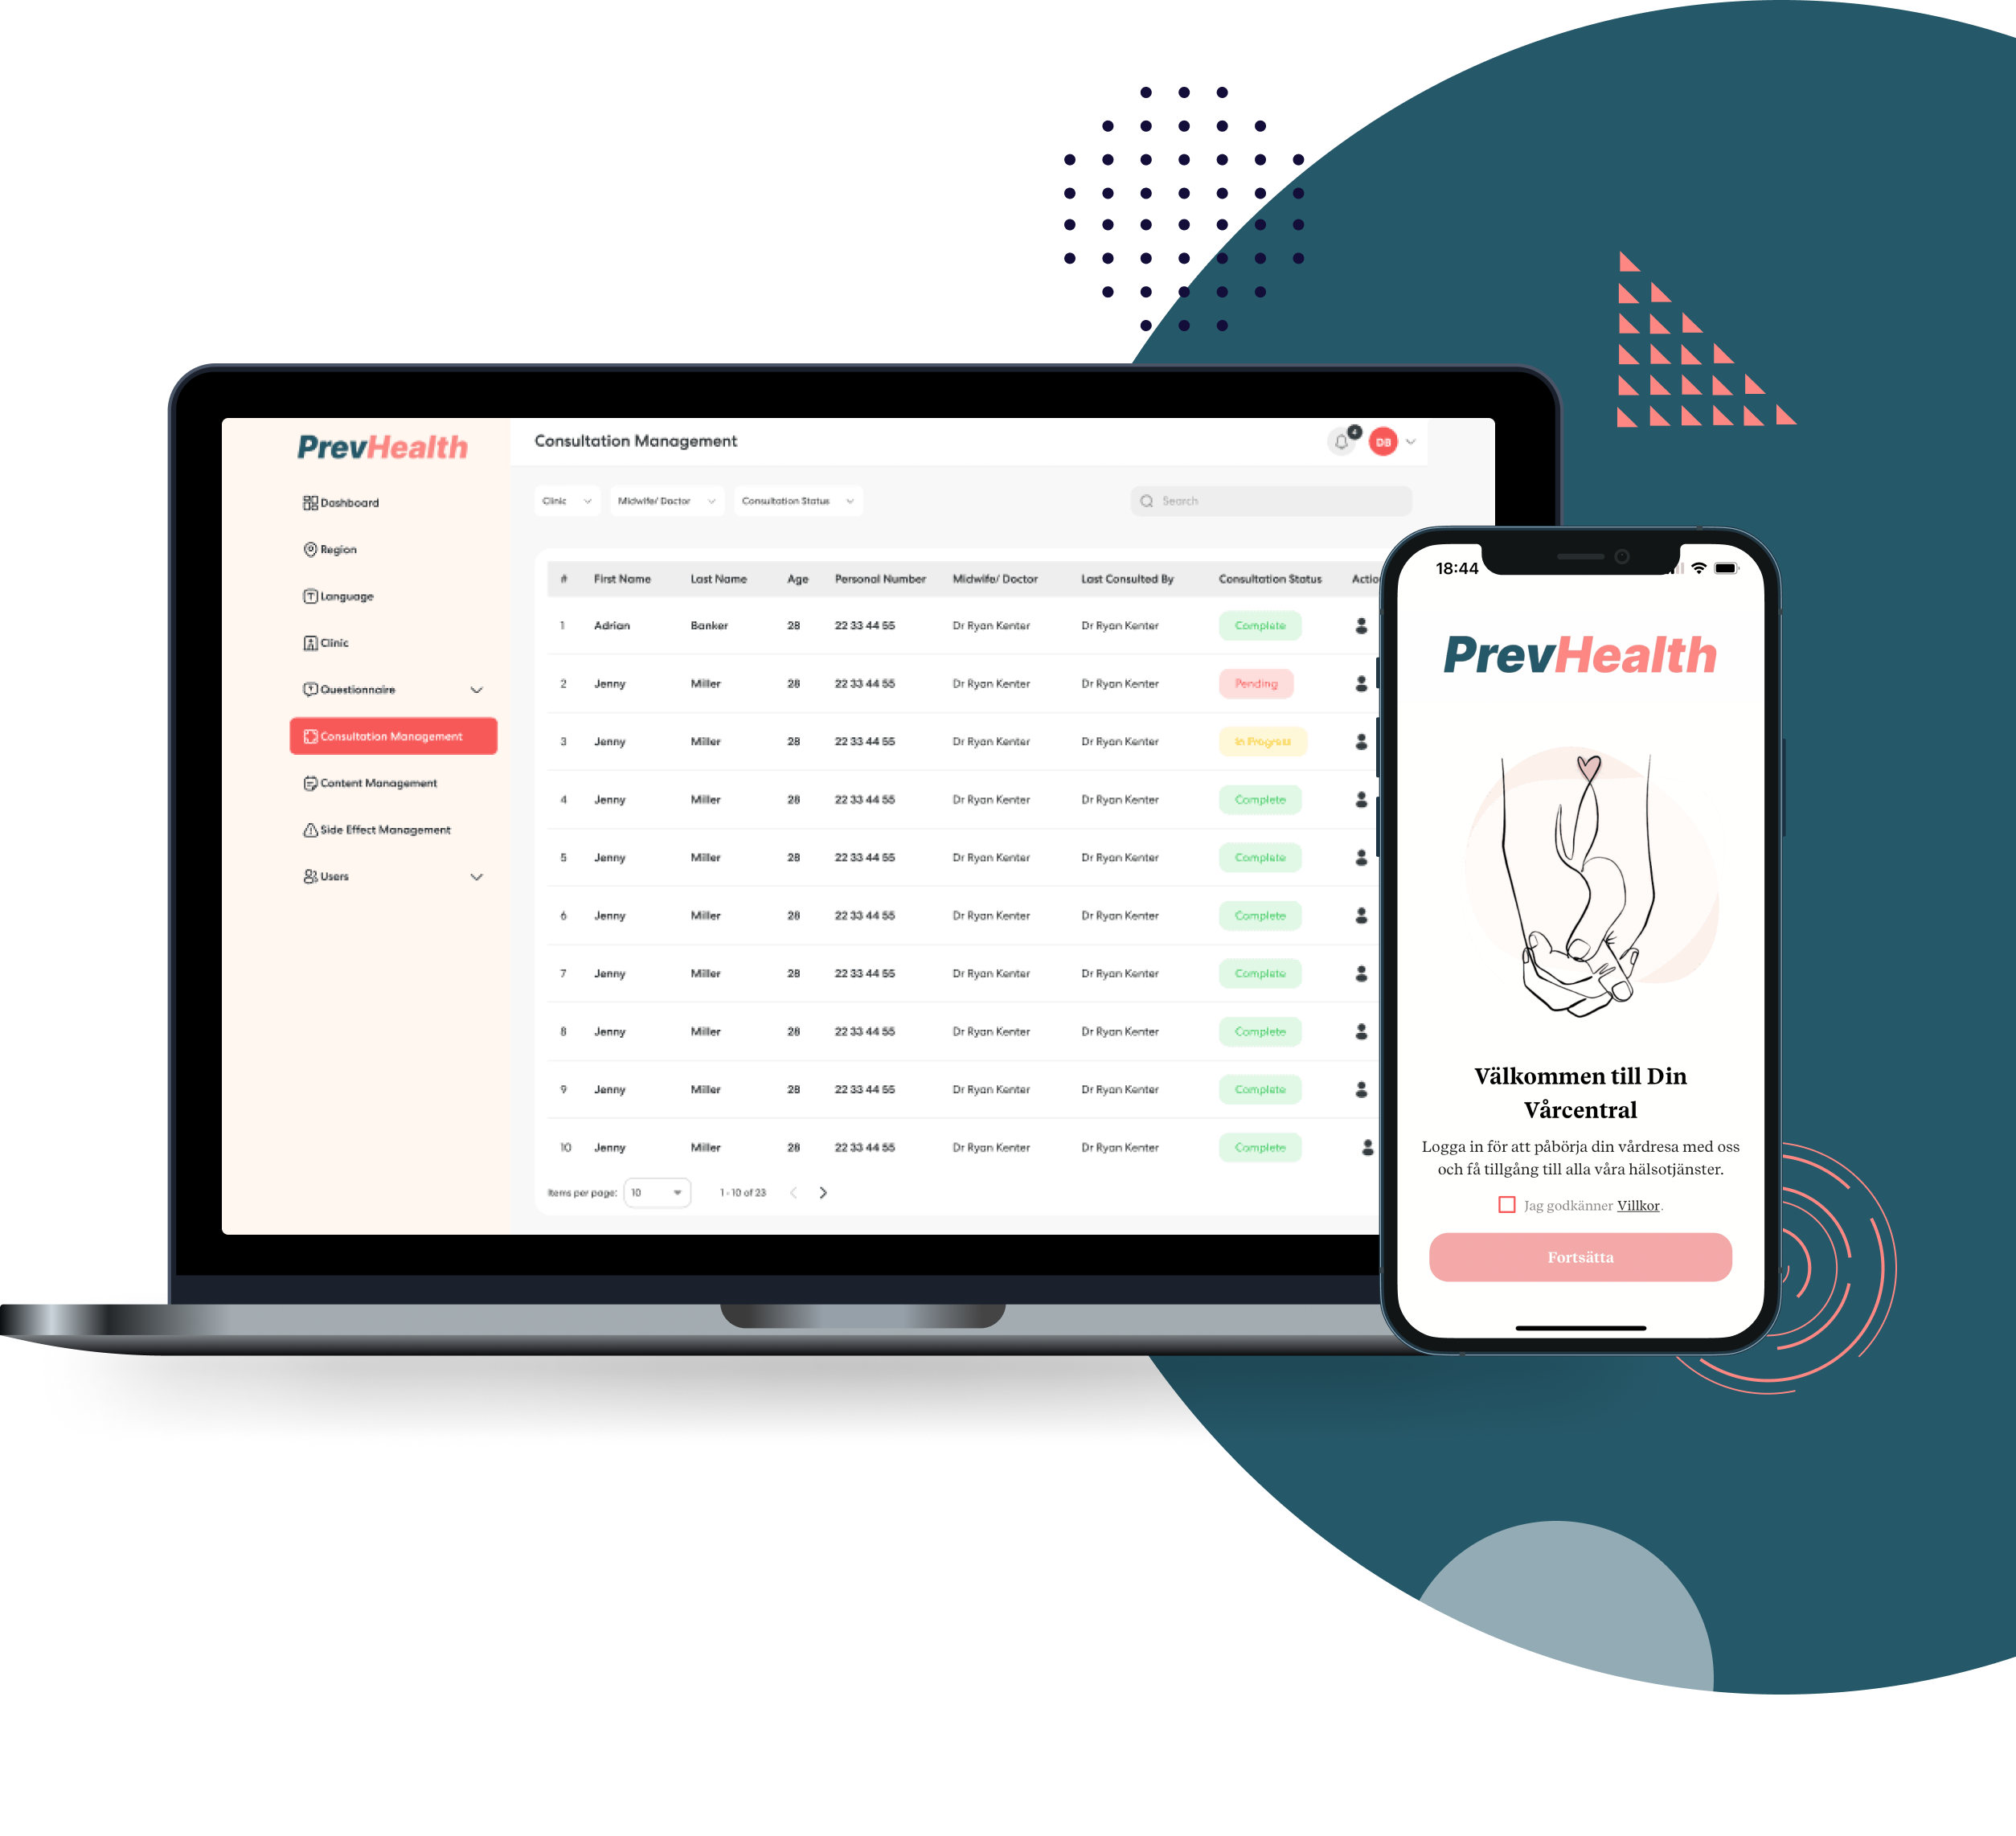 PrevHealth
Dashboard
Region
Language
Clinic
Questionnaire
Consultation Management
Content Management
Side Effect Management
Users
Consultation Management
4
DB
Clinic
Midwife/ Doctor
Consultation Status
Search
# First Name Last Name Age Personal Number Midwife/ Doctor Last Consulted By Consultation Status Actio
1 Adrian Banker 28 22 33 44 55 Dr Ryan Kenter Dr Ryan Kenter Complete
2 Jenny Miller 28 22 33 44 55 Dr Ryan Kenter Dr Ryan Kenter Pending
3 Jenny Miller 28 22 33 44 55 Dr Ryan Kenter Dr Ryan Kenter In Progress
4 Jenny Miller 28 22 33 44 55 Dr Ryan Kenter Dr Ryan Kenter Complete
5 Jenny Miller 28 22 33 44 55 Dr Ryan Kenter Dr Ryan Kenter Complete
6 Jenny Miller 28 22 33 44 55 Dr Ryan Kenter Dr Ryan Kenter Complete
7 Jenny Miller 28 22 33 44 55 Dr Ryan Kenter Dr Ryan Kenter Complete
8 Jenny Miller 28 22 33 44 55 Dr Ryan Kenter Dr Ryan Kenter Complete
9 Jenny Miller 28 22 33 44 55 Dr Ryan Kenter Dr Ryan Kenter Complete
10 Jenny Miller 28 22 33 44 55 Dr Ryan Kenter Dr Ryan Kenter Complete
Items per page: 10 1 - 10 of 23
18:44
PrevHealth
Välkommen till Din
Vårcentral
Logga in för att påbörja din vårdresa med oss
och få tillgång till alla våra hälsotjänster.
Jag godkänner Villkor.
Fortsätta